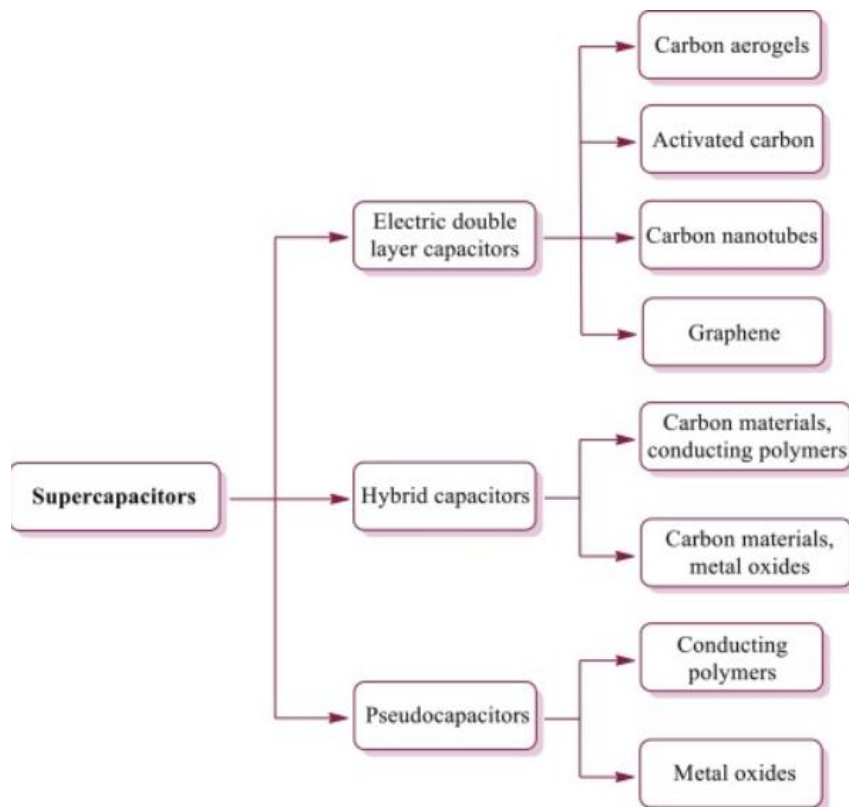 Carbon aerogels
Activated carbon
Electric double
layer capacitors
Carbon nanotubes
Graphene
Carbon materials,
conducting polymers
Supercapacitors
Hybrid capacitors
Carbon materials,
metal oxides
Conducting
polymers
Pseudocapacitors
Metal oxides